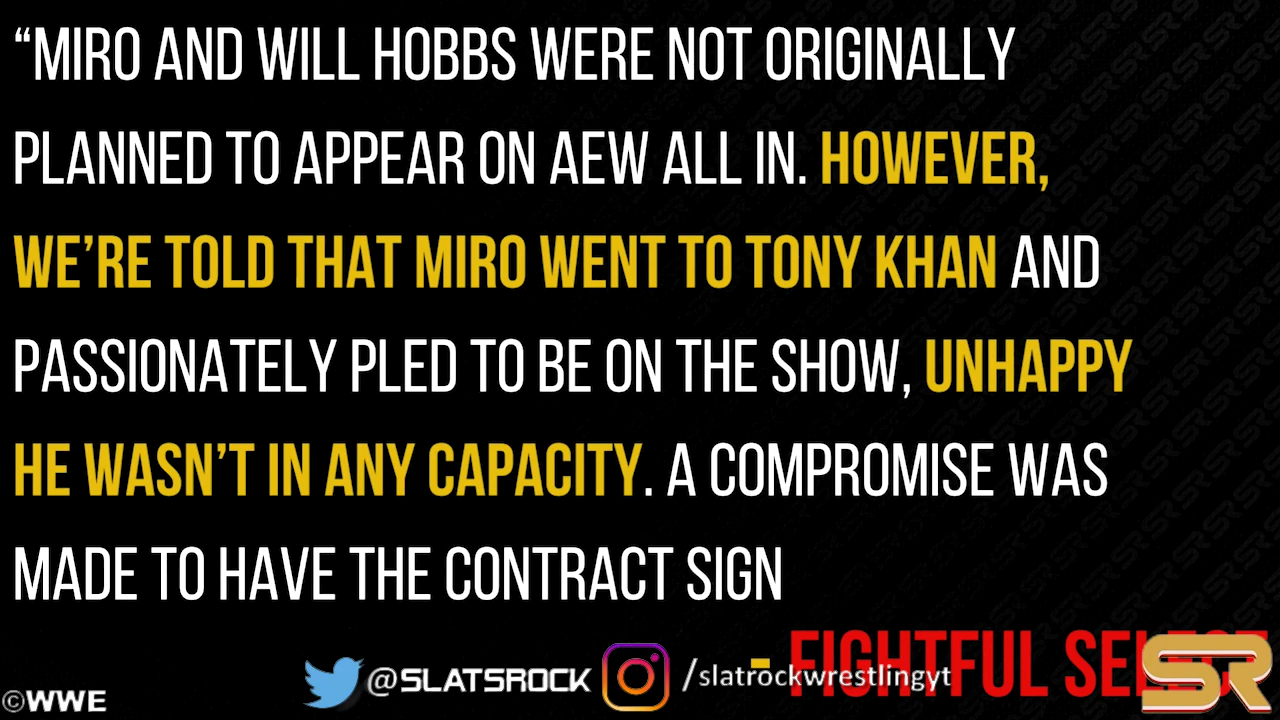 “MIRO AND WILL HOBBS WERE NOT ORIGINALLY
PLANNED TO APPEAR ON AEW ALL IN. HOWEVER,
WE’RE TOLD THAT MIRO WENT TO TONY KHAN AND
PASSIONATELY PLED TO BE ON THE SHOW, UNHAPPY
HE WASN’T IN ANY CAPACITY. A COMPROMISE WAS
MADE TO HAVE THE CONTRACT SIGN
- FIGHTFUL SELECT
©WWE @SLATSROCK /slatrockwrestlingyt SR